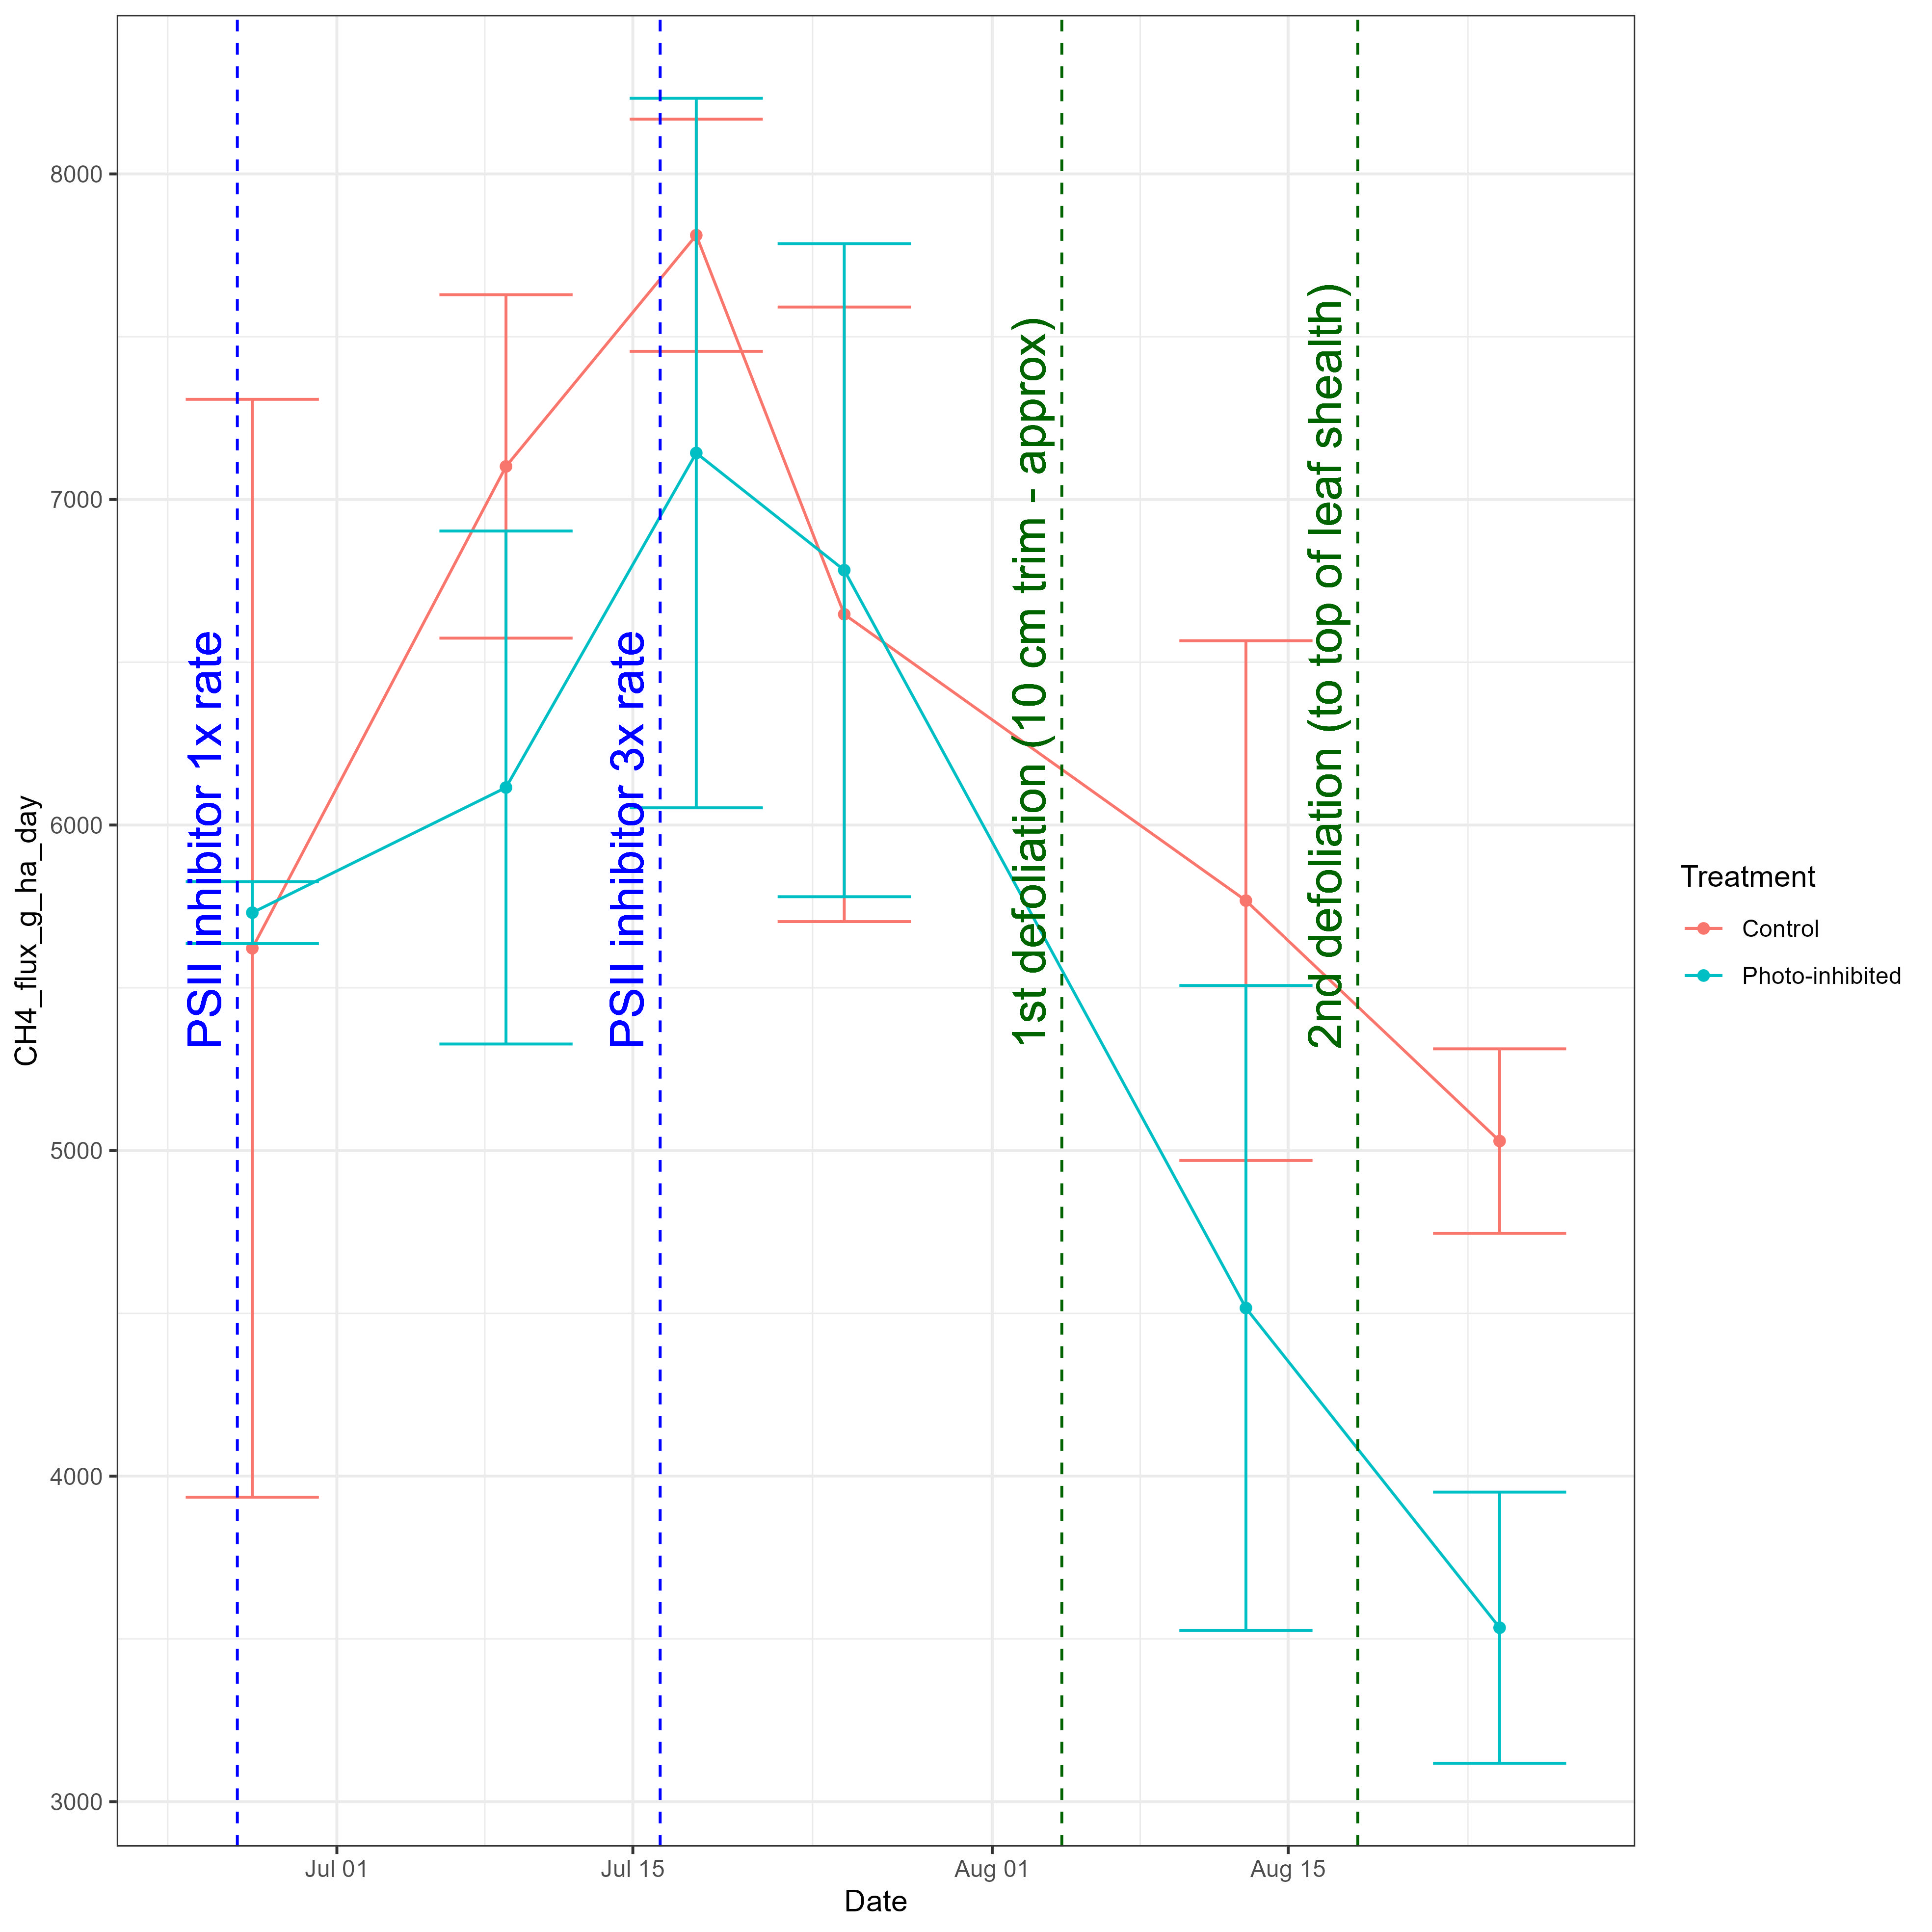 CH4_flux_g_ha_day
8000
7000
6000
5000
4000
3000
PSII inhibitor 1x rate
PSII inhibitor 3x rate
1st defoliation (10 cm trim - approx)
2nd defoliation (to top of leaf shealth)
Jul 01
Jul 15
Aug 01
Aug 15
Date
Treatment
Control
Photo-inhibited